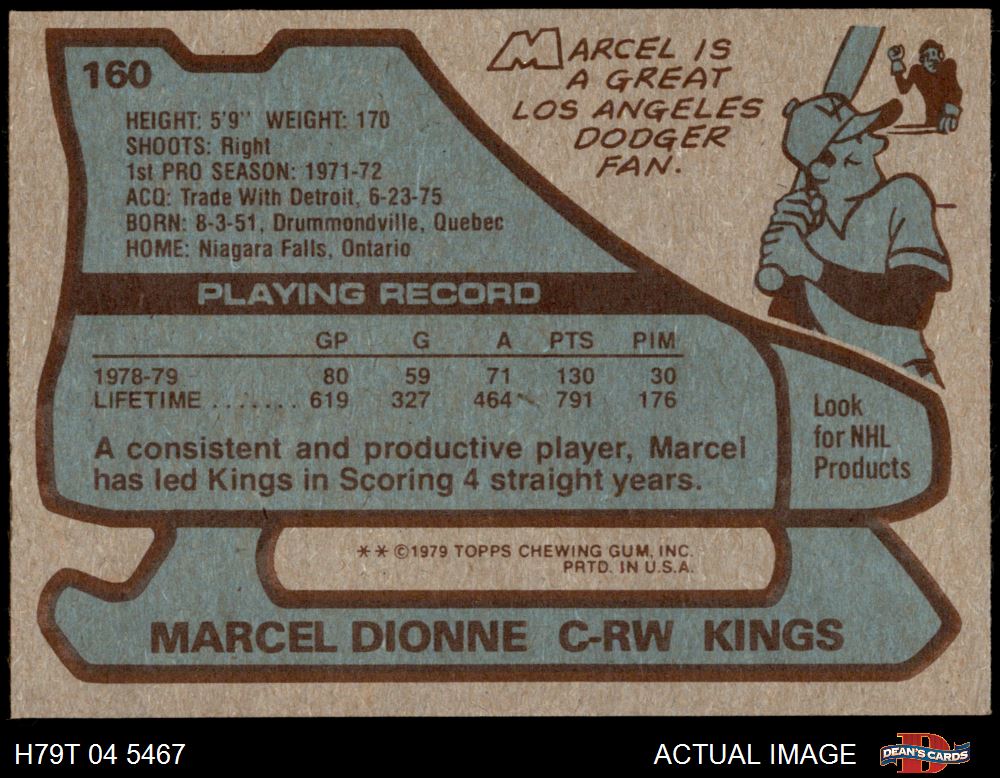 160
HEIGHT: 5'9" WEIGHT: 170
SHOOTS: Right
1st PRO SEASON: 1971-72
ACQ: Trade With Detroit, 6-23-75
BORN: 8-3-51, Drummondville, Quebec
HOME: Niagara Falls, Ontario
MARCEL IS
A GREAT
LOS ANGELES
DODGER
FAN.
PLAYING RECORD
GP G A PTS PIM
1978-79 80 59 71 130 30
LIFETIME ....... 619 327 464 791 176
A consistent and productive player, Marcel
has led Kings in Scoring 4 straight years.
Look
for NHL
Products
** ©1979 TOPPS CHEWING GUM, INC.
PRTD. IN U.S.A.
MARCEL DIONNE C-RW KINGS
H79T 04 5467
ACTUAL IMAGE
D
DEAN'S CARDS